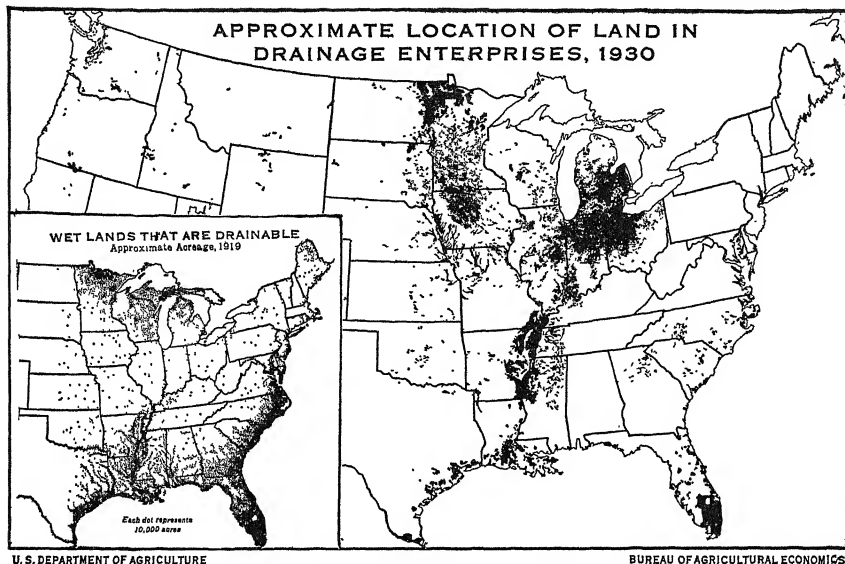 APPROXIMATE LOCATION OF LAND IN
DRAINAGE ENTERPRISES, 1930
WET LANDS THAT ARE DRAINABLE
Approximate Acreage, 1919
Each dot represents
10,000 acres
U.S. DEPARTMENT OF AGRICULTURE
BUREAU OF AGRICULTURAL ECONOMICS